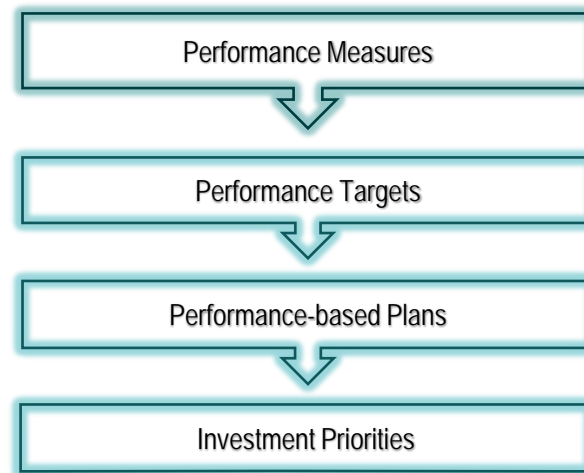 Performance Measures
Performance Targets
Performance-based Plans
Investment Priorities